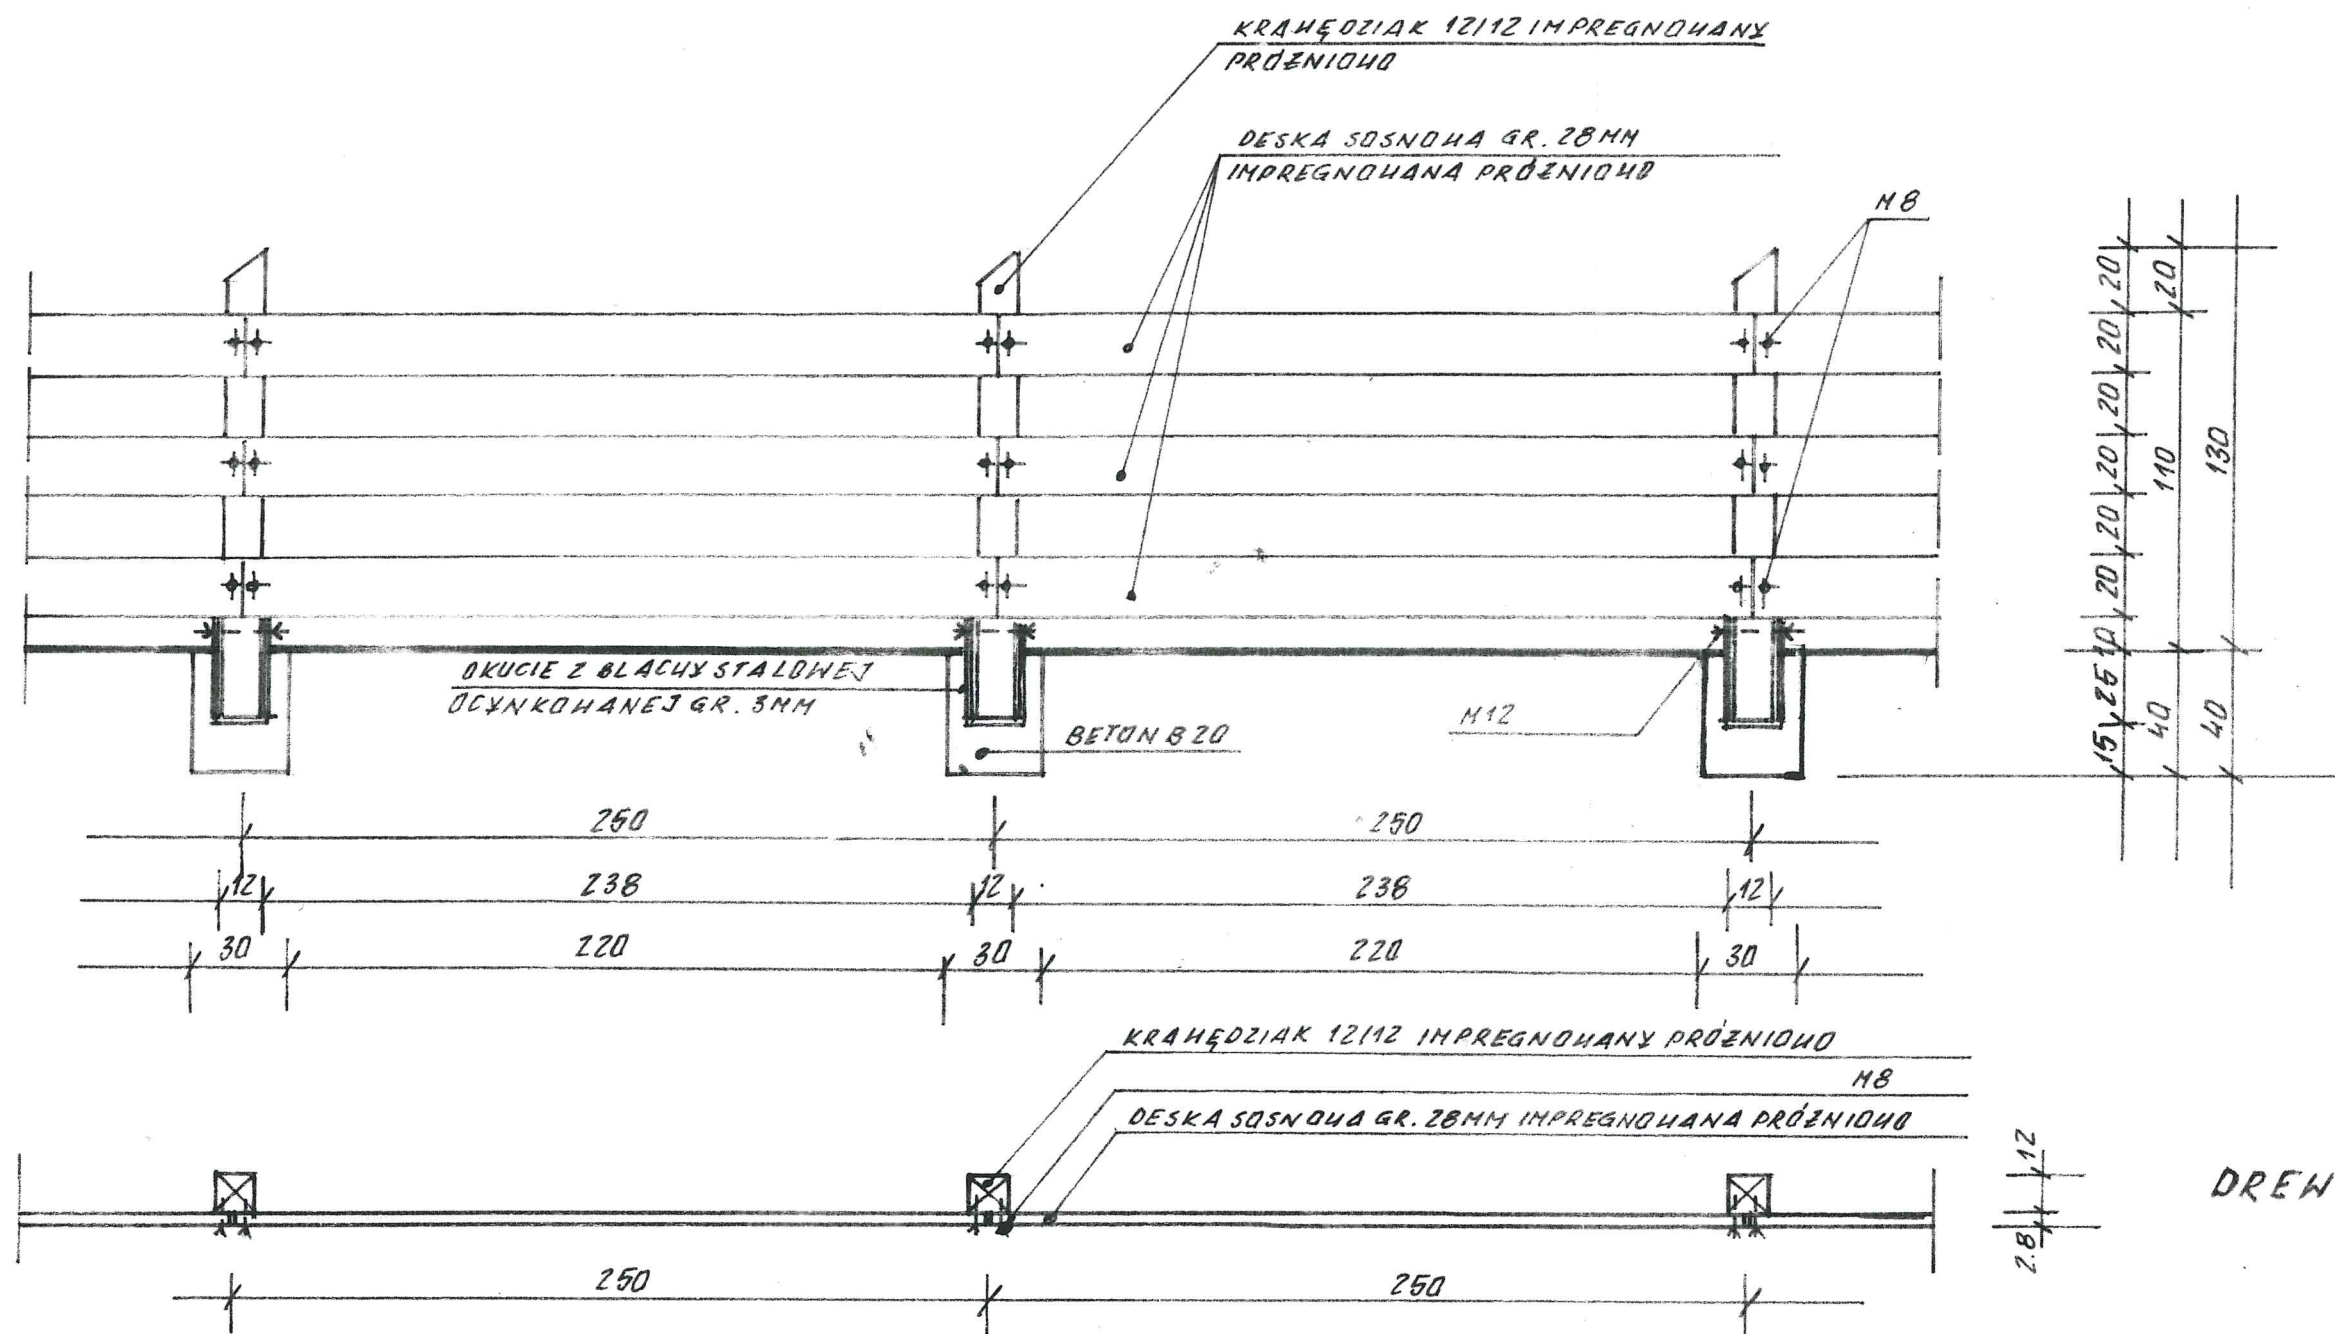 KRAWĘDZIAK 12/12 IMPREGNOWANY
PRÓŻNIOWO
DESKA SOSNOWA GR. 28MM
IMPREGNOWANA PRÓŻNIOWO
M8
20
20
20
20
20
20
10
25
15
20
110
40
130
40
OKUCIE Z BLACHY STALOWEJ
OCYNKOWANEJ GR. 3MM
BETON B20
M12
250
250
12
238
12
238
12
30
220
30
220
30
KRAWĘDZIAK 12/12 IMPREGNOWANY PRÓŻNIOWO
M8
DESKA SOSNOWA GR. 28MM IMPREGNOWANA PRÓŻNIOWO
12
2.8
DREW
250
250